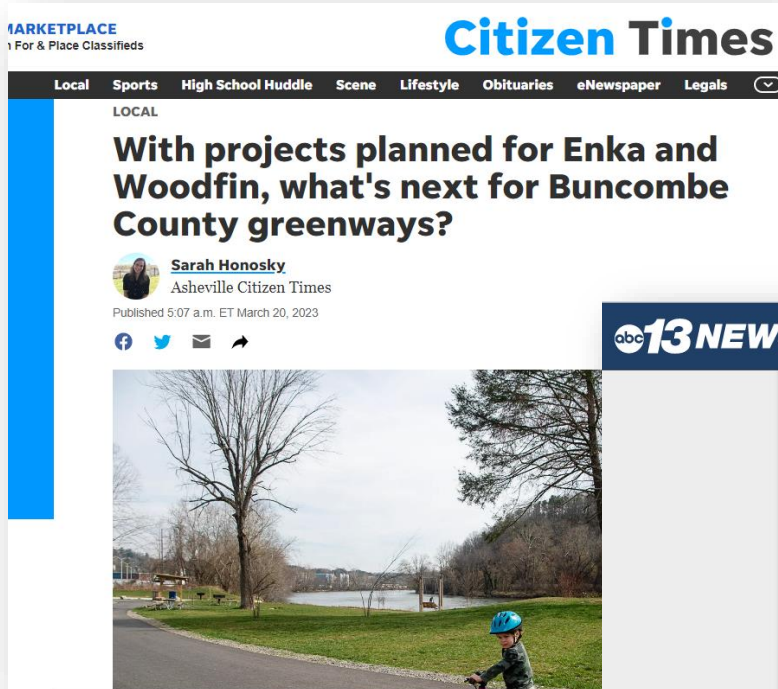 MARKETPLACE
For & Place Classifieds
Citizen Times
Local Sports High School Huddle Scene Lifestyle Obituaries eNewspaper Legals
LOCAL
With projects planned for Enka and
Woodfin, what's next for Buncombe
County greenways?
Sarah Honosky
Asheville Citizen Times
Published 5:07 a.m. ET March 20, 2023
abc 13 NEW